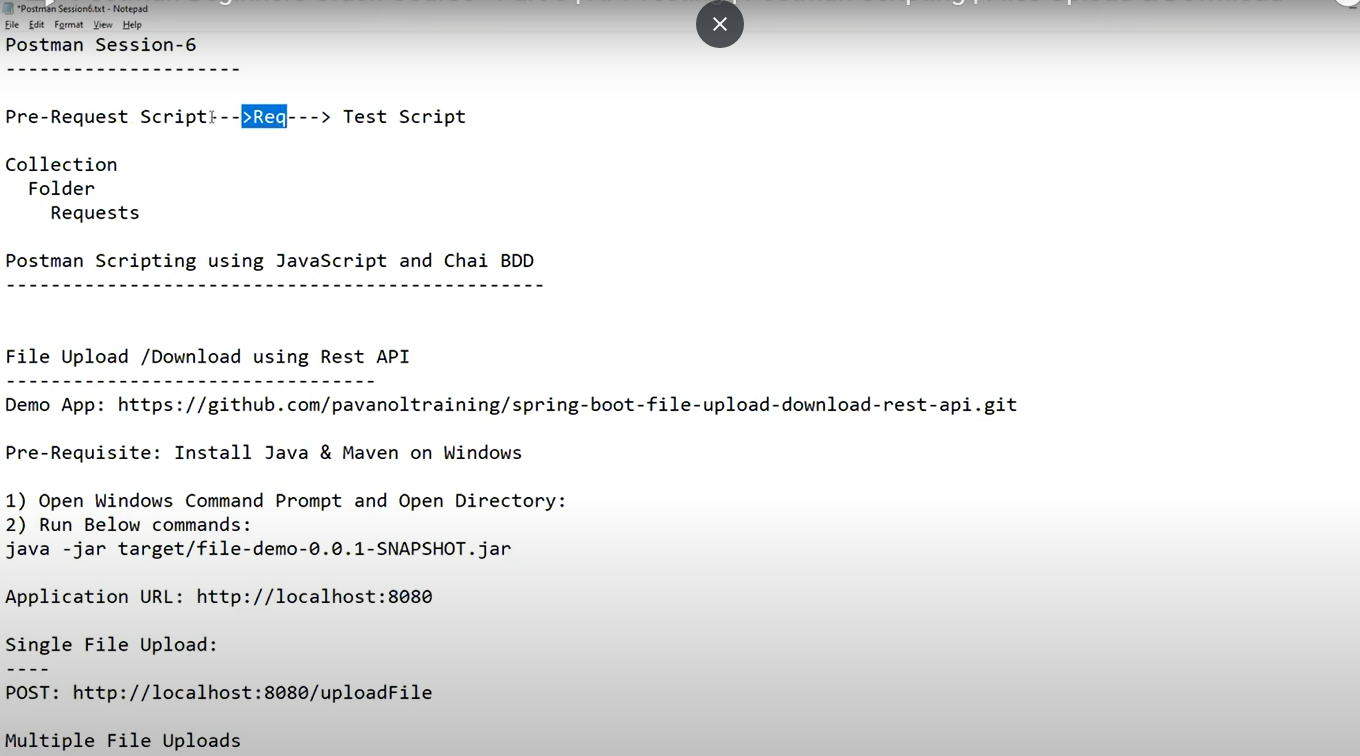 *Postman Session6.txt - Notepad
File Edit Format View Help
Postman Session-6
---------------------
Pre-Request Script--->Req---> Test Script
Collection
Folder
Requests
Postman Scripting using JavaScript and Chai BDD
------------------------------------------------
File Upload /Download using Rest API
---------------------------------
Demo App: https://github.com/pavanoltraining/spring-boot-file-upload-download-rest-api.git
Pre-Requisite: Install Java & Maven on Windows
1) Open Windows Command Prompt and Open Directory:
2) Run Below commands:
java -jar target/file-demo-0.0.1-SNAPSHOT.jar
Application URL: http://localhost:8080
Single File Upload:
----
POST: http://localhost:8080/uploadFile
Multiple File Uploads